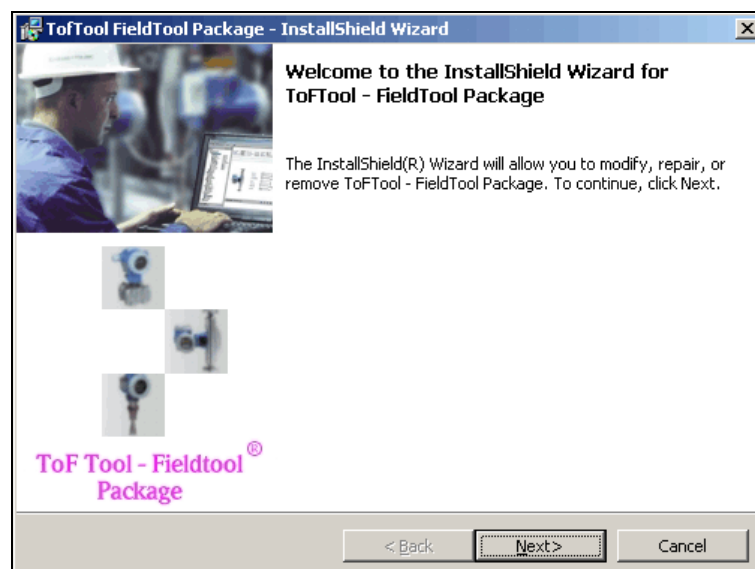 TofTool FieldTool Package - InstallShield Wizard
Welcome to the InstallShield Wizard for
ToFTool - FieldTool Package
The InstallShield(R) Wizard will allow you to modify, repair, or
remove ToFTool - FieldTool Package. To continue, click Next.
ToF Tool - Fieldtool ®
Package
< Back
Next>
Cancel